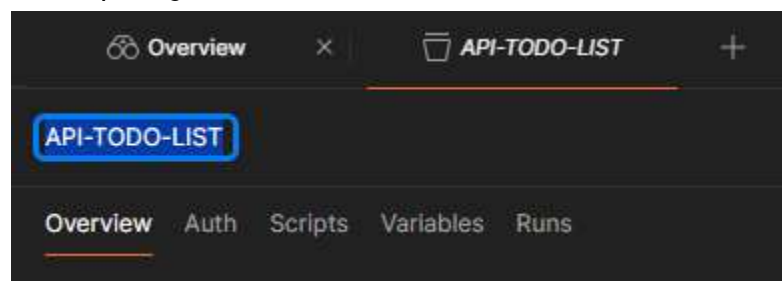 Overview
API-TODO-LIST
API-TODO-LIST
Overview Auth Scripts Variables Runs